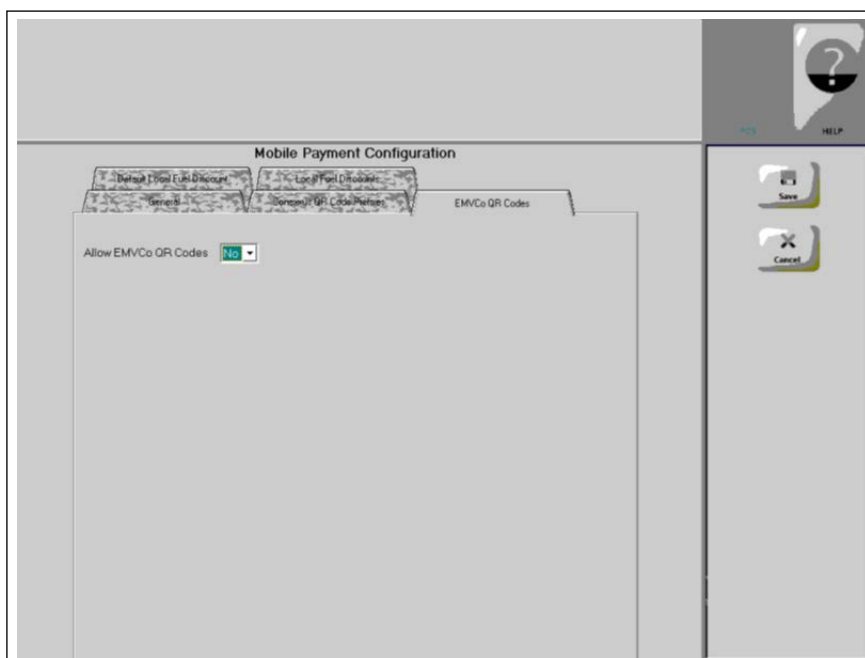 POS
HELP
Mobile Payment Configuration
Default Local Fuel Discount
Local Fuel Discounts
General
QR Code Prefixes
EMVCo QR Codes
Allow EMVCo QR Codes
No
Save
Cancel